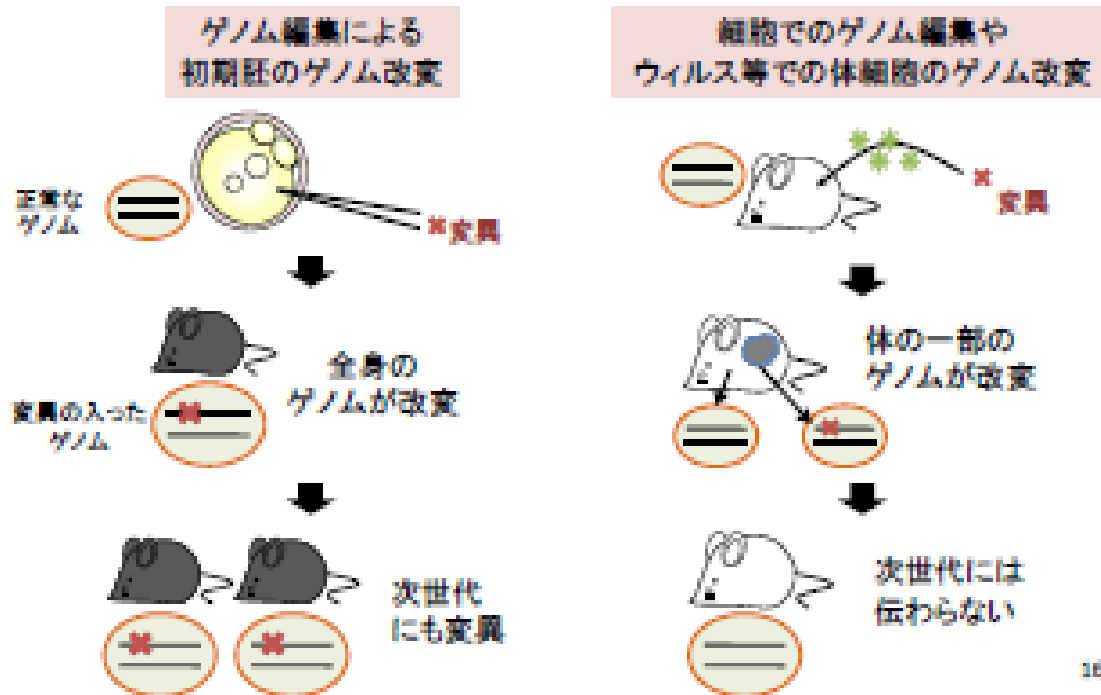 ゲノム編集による
初期胚のゲノム改変
正常な
ゲノム
変異
全身の
ゲノムが改変
変異の入った
ゲノム
次世代
にも変異
細胞でのゲノム編集や
ウィルス等での体細胞のゲノム改変
変異
体の一部の
ゲノムが改変
次世代には
伝わらない
16